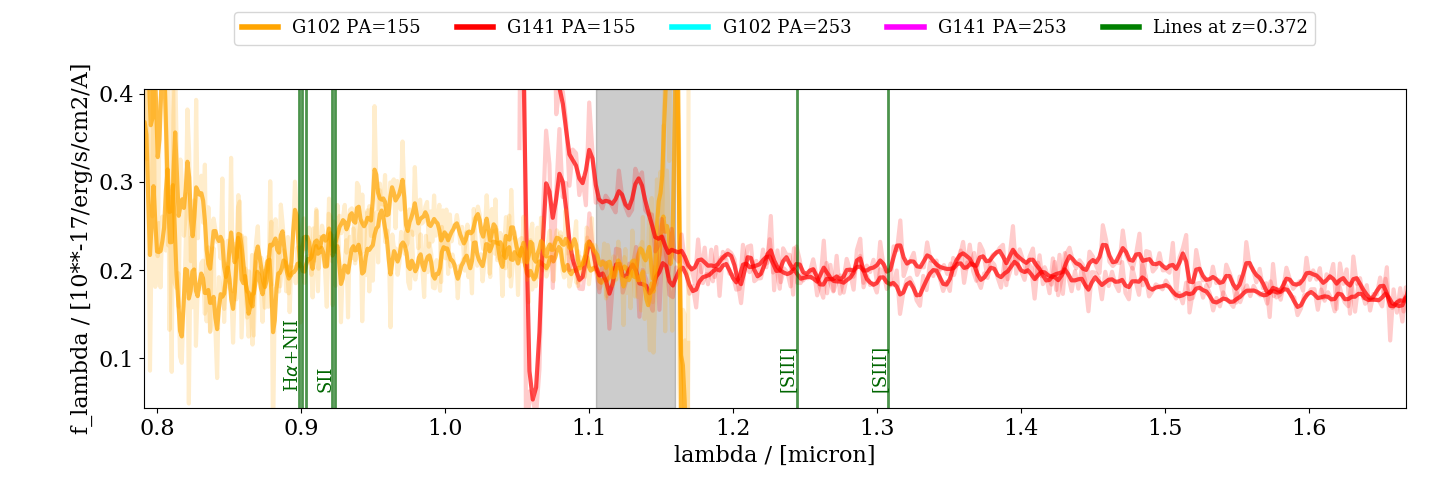 G102 PA=155 G141 PA=155 G102 PA=253 G141 PA=253 Lines at z=0.372
f_lambda / [10**-17/erg/s/cm2/A]
0.4
0.3
0.2
0.1
Hα+NII
SII
[SIII]
[SIII]
0.8 0.9 1.0 1.1 1.2 1.3 1.4 1.5 1.6
lambda / [micron]